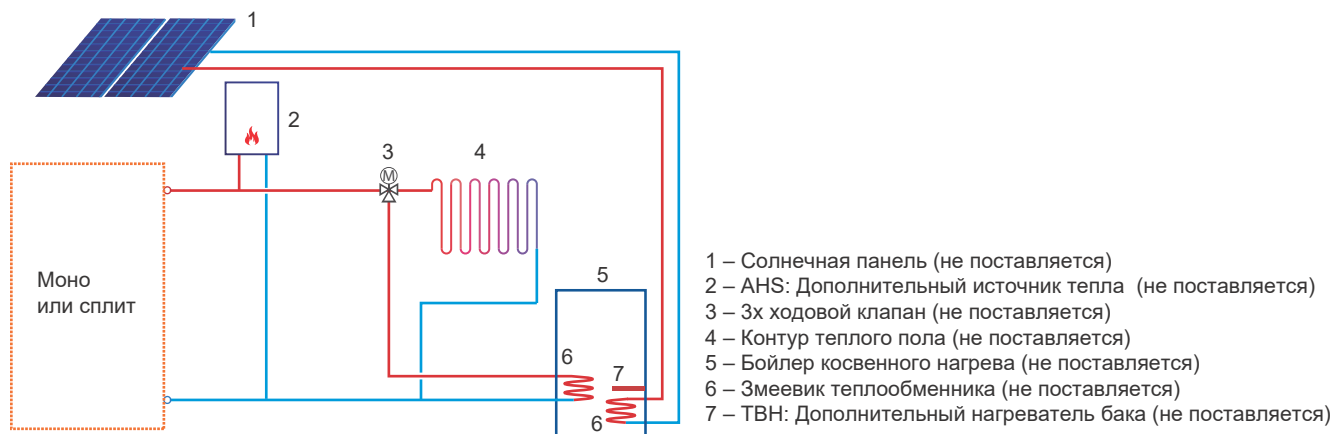 1
2
3
4
M
Моно
или сплит
5
6
7
6
1 – Солнечная панель (не поставляется)
2 – AHS: Дополнительный источник тепла (не поставляется)
3 – 3х ходовой клапан (не поставляется)
4 – Контур теплого пола (не поставляется)
5 – Бойлер косвенного нагрева (не поставляется)
6 – Змеевик теплообменника (не поставляется)
7 – TBH: Дополнительный нагреватель бака (не поставляется)